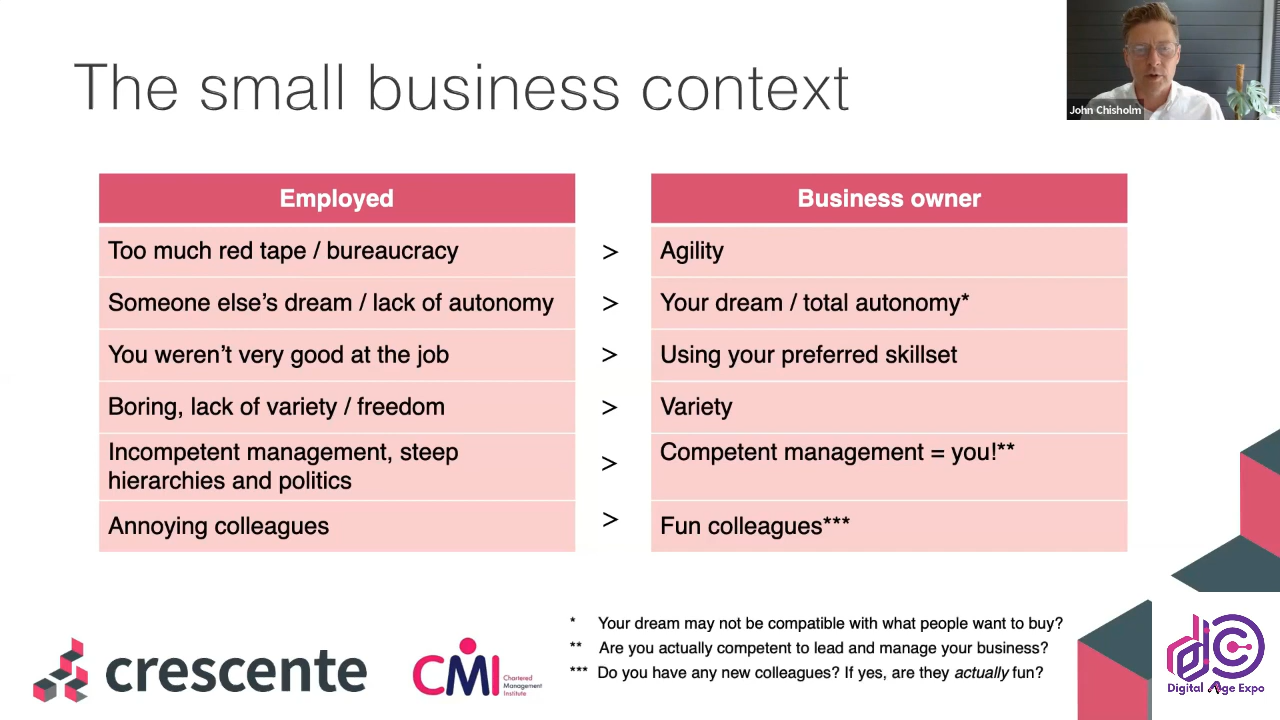 The small business context
John Chisholm
Employed
Business owner
Too much red tape / bureaucracy
>
Agility
Someone else’s dream / lack of autonomy
>
Your dream / total autonomy*
You weren’t very good at the job
>
Using your preferred skillset
Boring, lack of variety / freedom
>
Variety
Incompetent management, steep
hierarchies and politics
>
Competent management = you!**
Annoying colleagues
>
Fun colleagues***
* Your dream may not be compatible with what people want to buy?
** Are you actually competent to lead and manage your business?
*** Do you have any new colleagues? If yes, are they actually fun?
crescente
CMI
Chartered
Management
Institute
dc
Digital Age Expo